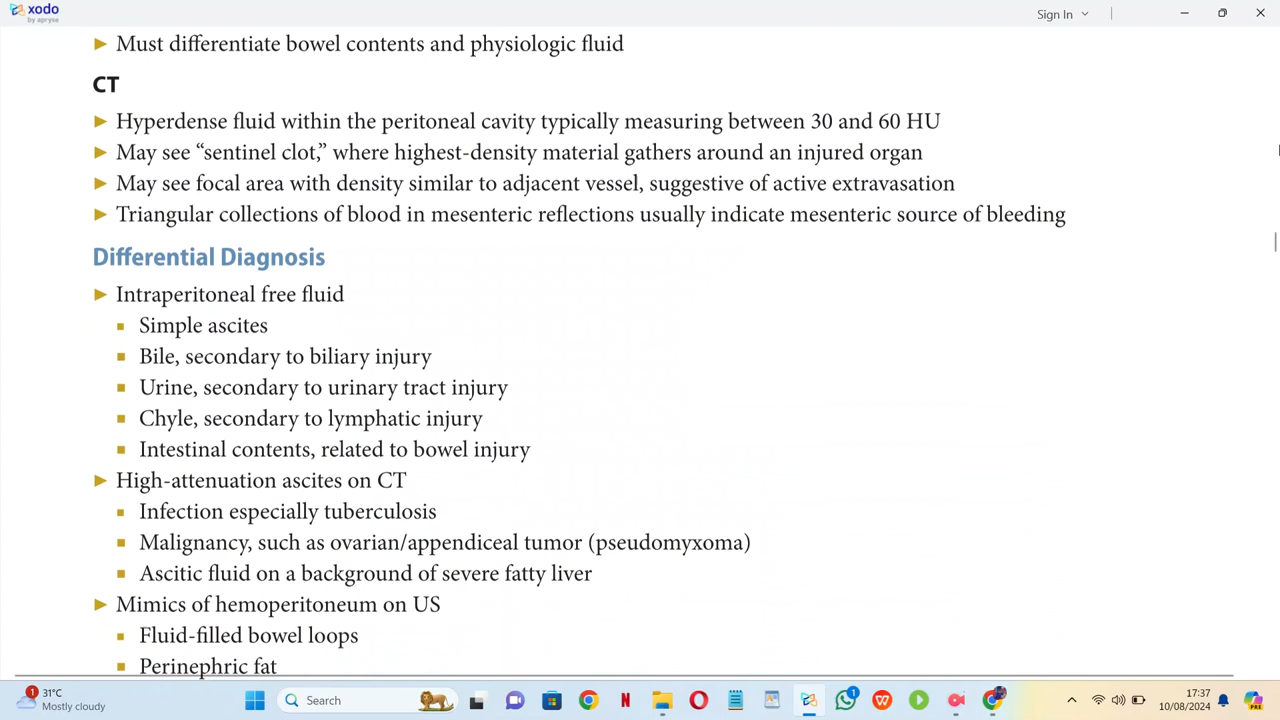 xodo
by apryse
Sign In
Must differentiate bowel contents and physologic fluid
CT
Hyperdense fluid within the peritoneal cavity typically measuring between 30 and 60 HU
May see “sentinel clot,” where highest-density material gathers around an injured organ
May see focal area with density similar to adjacent vessel, suggestive of active extravasation
Triangular collections of blood in mesenteric reflections usually indicate mesenteric source of bleeding
Differential Diagnosis
Intraperitoneal free fluid
Simple ascites
Bile, secondary to biliary injury
Urine, secondary to urinary tract injury
Chyle, secondary to lymphatic injury
Intestinal contents, related to bowel injury
High-attenuation ascites on CT
Infection especially tuberculosis
Malignancy, such as ovarian/appendiceal tumor (pseudomyxoma)
Ascitic fluid on a background of severe fatty liver
Mimics of hemoperitoneum on US
Fluid-filled bowel loops
Perinephric fat
1
31°C
Mostly cloudy
Search
N
1
W
17:37
10/08/2024
PRE